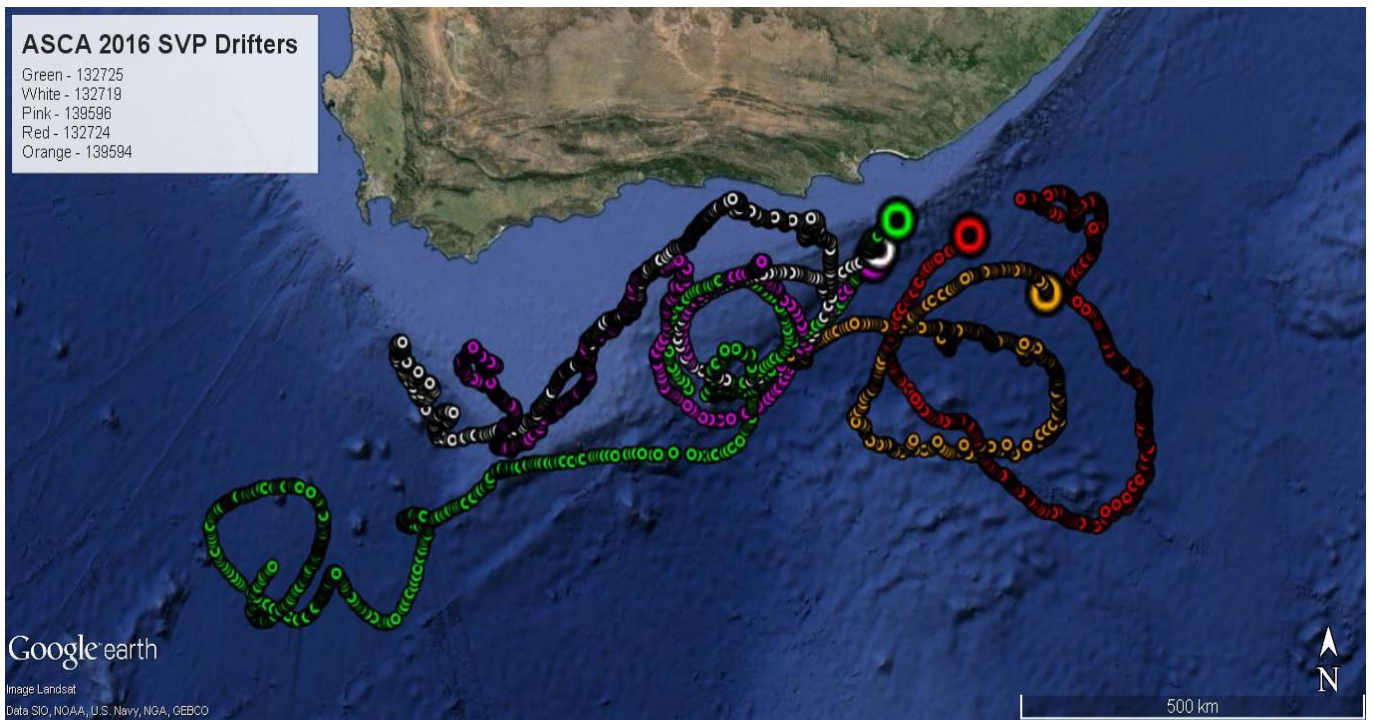 ASCA 2016 SVP Drifters
Green - 132725
White - 132719
Pink - 139596
Red - 132724
Orange - 139594
Google earth
Image Landsat
Data SIO, NOAA, U.S. Navy, NGA, GEBCO
N
500 km